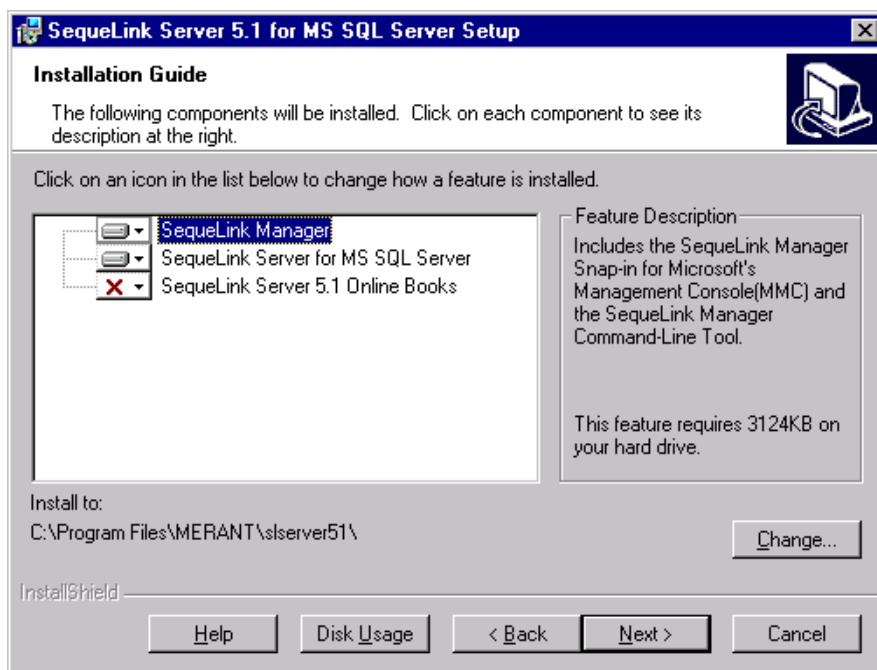 SequeLink Server 5.1 for MS SQL Server Setup
Installation Guide
The following components will be installed.  Click on each component to see its
description at the right.
Click on an icon in the list below to change how a feature is installed.
SequeLink Manager
SequeLink Server for MS SQL Server
SequeLink Server 5.1 Online Books
Feature Description
Includes the SequeLink Manager
Snap-in for Microsoft's
Management Console(MMC) and
the SequeLink Manager
Command-Line Tool.
This feature requires 3124KB on
your hard drive.
Install to:
C:\Program Files\MERANT\slserver51\
Change...
InstallShield
Help
Disk Usage
< Back
Next >
Cancel